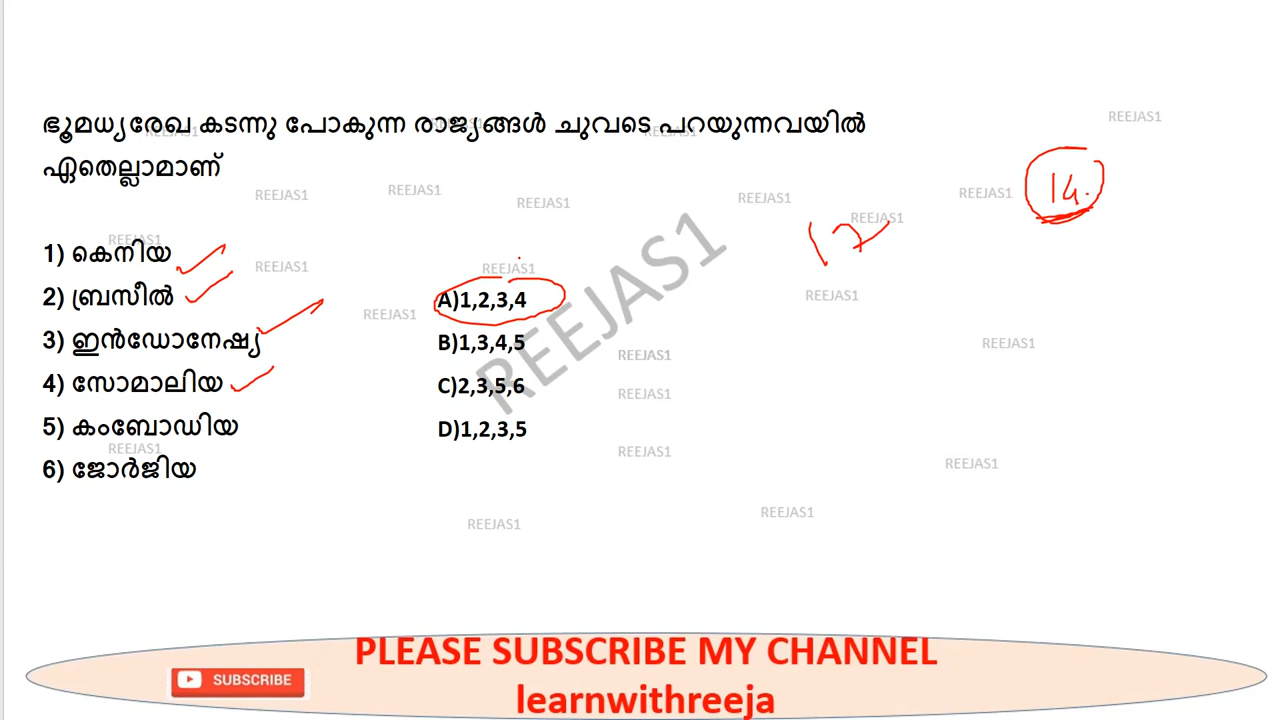 ഭൂമധ്യരേഖ കടന്നു പോകുന്ന രാജ്യങ്ങൾ ചുവടെ പറയുന്നവയിൽ
ഏതെല്ലാമാണ്
14.
17
1) കെനിയ
2) ബ്രസീൽ
3) ഇൻഡോനേഷ്യ
4) സോമാലിയ
5) കംബോഡിയ
6) ജോർജിയ
A)1,2,3,4
B)1,3,4,5
C)2,3,5,6
D)1,2,3,5
REEJAS1
PLEASE SUBSCRIBE MY CHANNEL
SUBSCRIBE
learnwithreeja